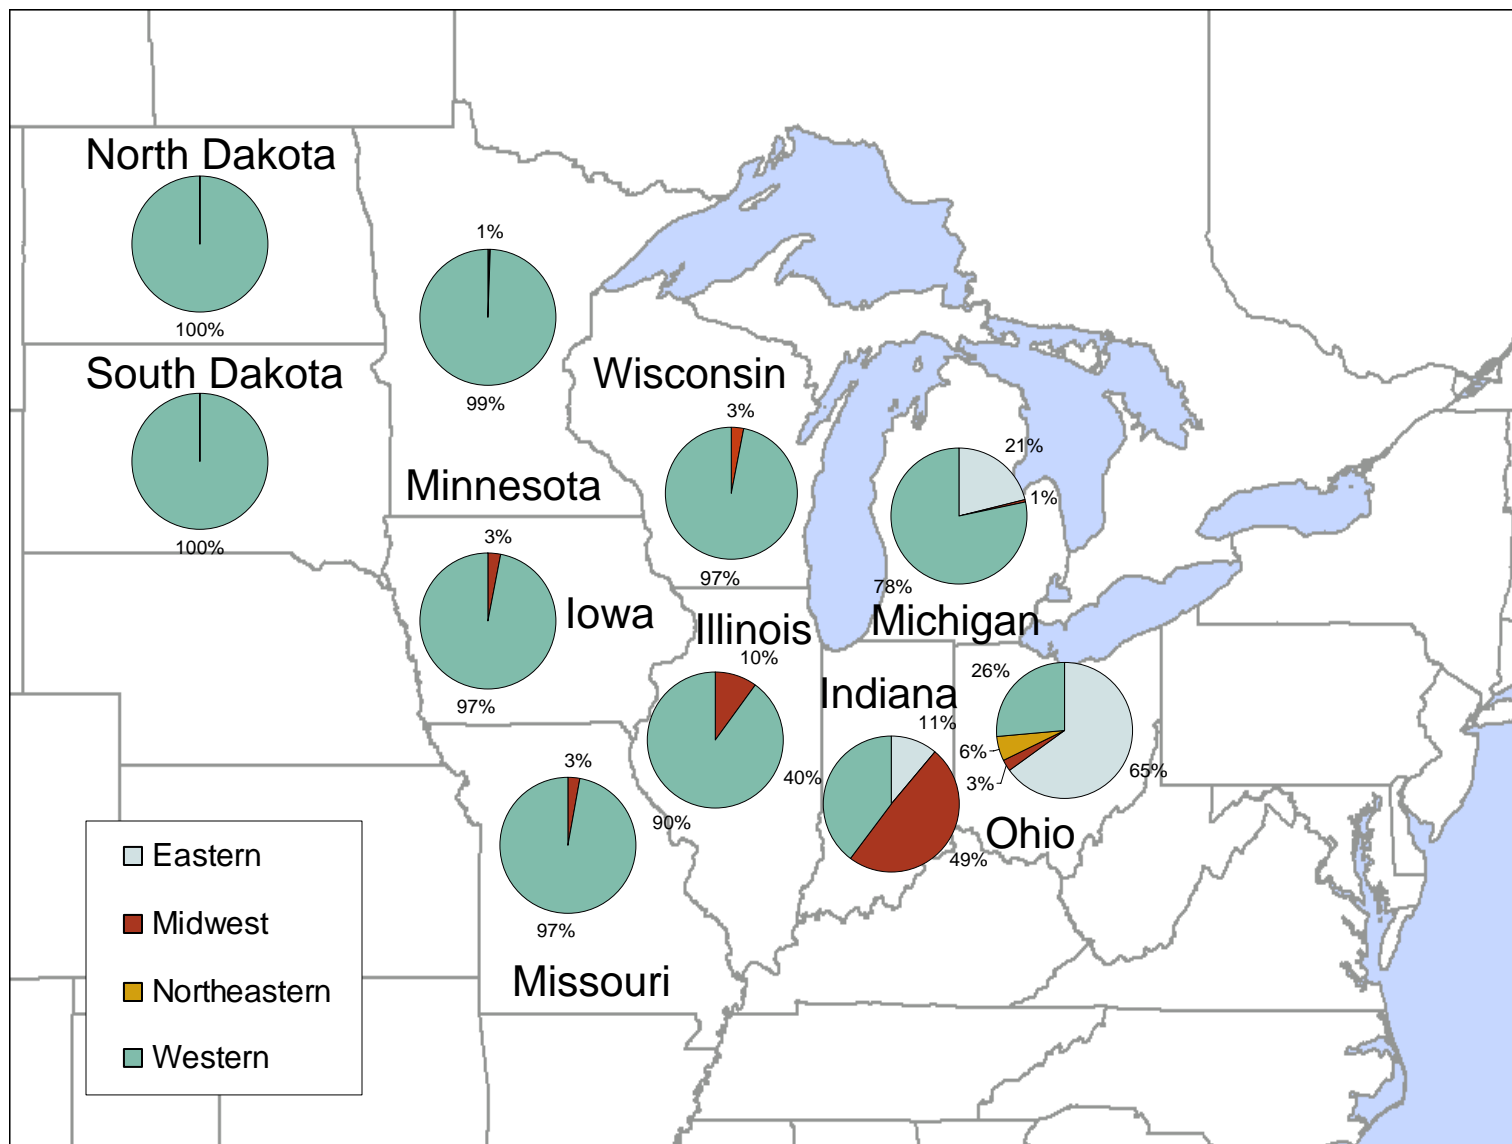 North Dakota
100%
South Dakota
100%
1%
99%
Minnesota
Wisconsin
3%
97%
21%
1%
78%
Michigan
3%
97%
Iowa
Illinois
10%
90%
Indiana
11%
40%
49%
26%
6%
3%
65%
Ohio
3%
97%
Missouri
Eastern
Midwest
Northeastern
Western